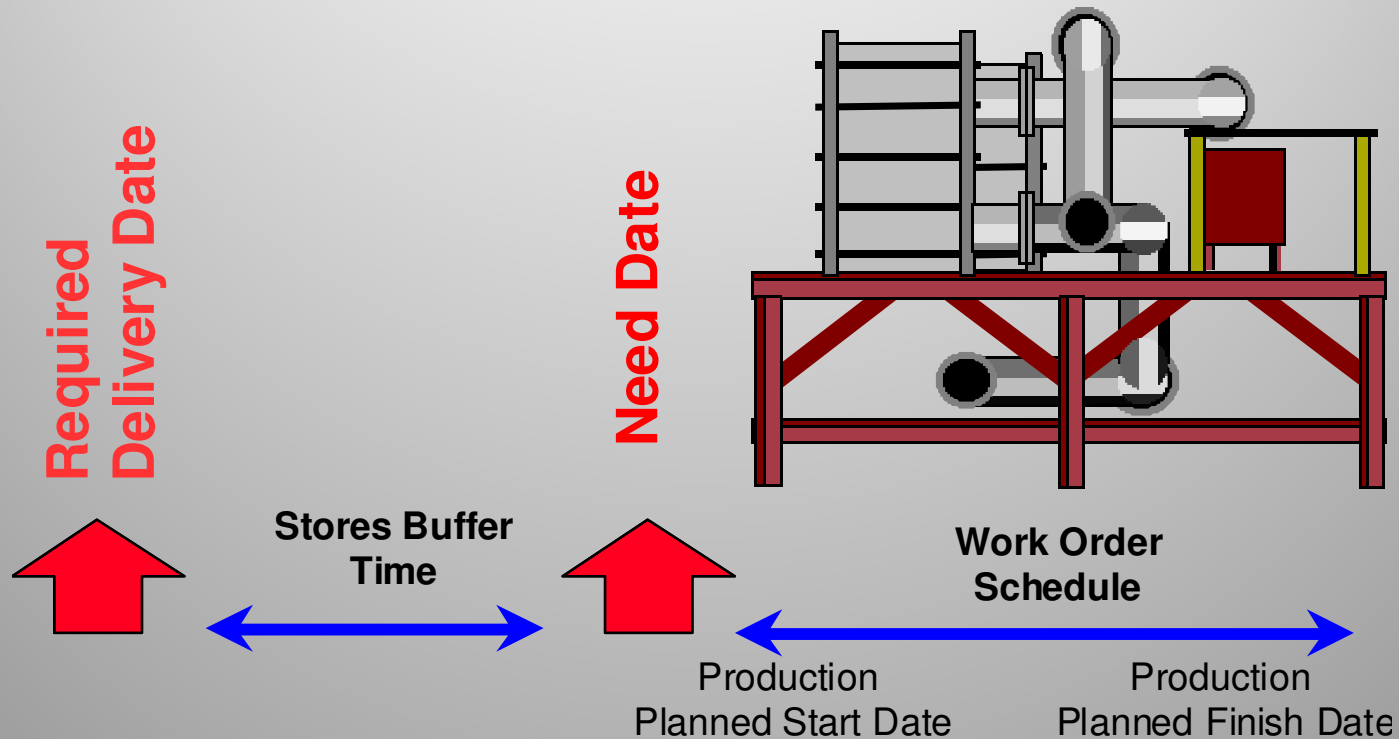 Required
Delivery Date
Need Date
Stores Buffer
Time
Work Order
Schedule
Production
Planned Start Date
Production
Planned Finish Date